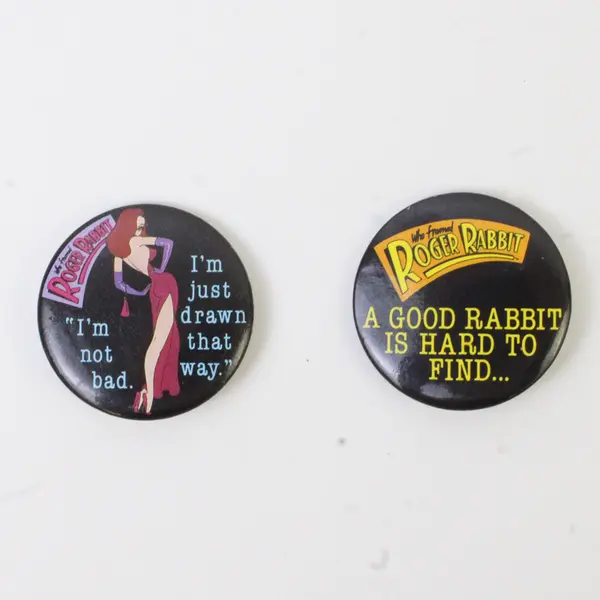 who framed
ROGER RABBIT
"I'm
not
bad.
I'm
just
drawn
that
way."
who framed
ROGER RABBIT
A GOOD RABBIT
IS HARD TO
FIND...